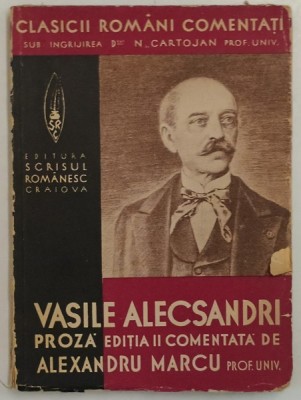 CLASICII ROMÂNI COMENTAȚI
SUB INGRIJIREA D-LUI N. CARTOJAN PROF. UNIV.
EDITURA
SCRISUL
ROMÂNESC
CRAIOVA
VASILE ALECSANDRI
PROZĂ EDIȚIA II COMENTATĂ DE
ALEXANDRU MARCU PROF. UNIV.